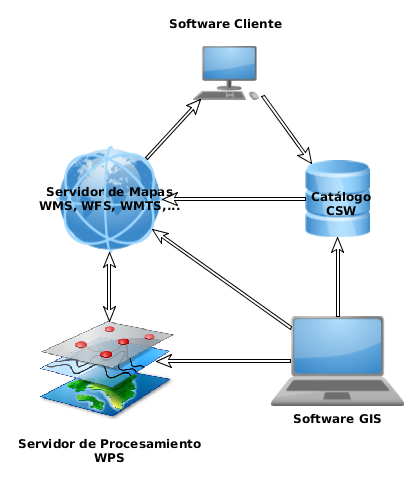 Software Cliente
Servidor de Mapas
WMS, WFS, WMTS,...
Catálogo
CSW
Software GIS
Servidor de Procesamiento
WPS